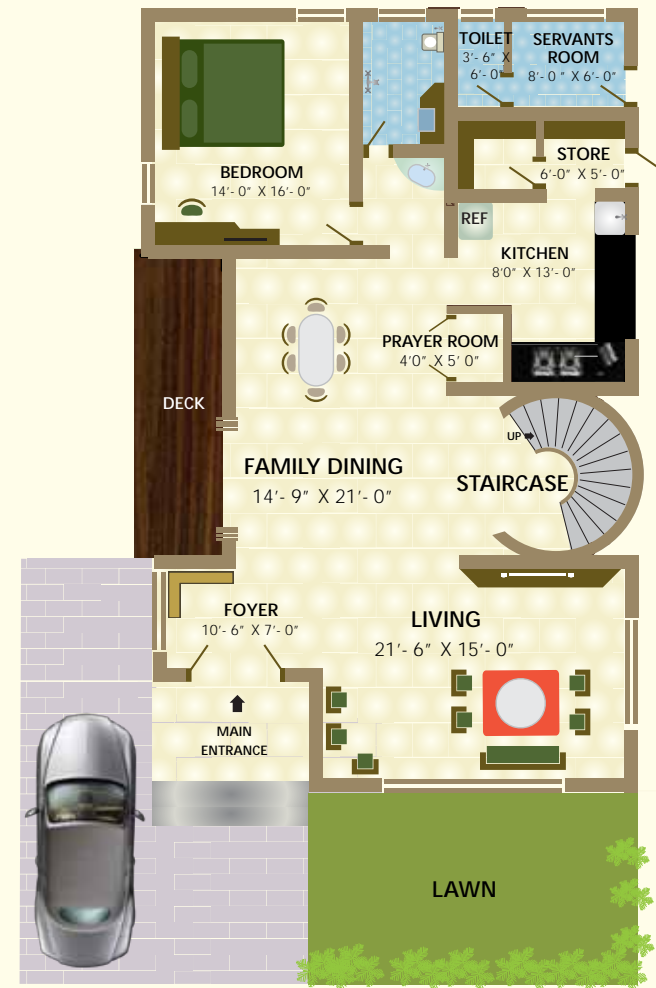 TOILET
3'- 6" X
6'- 0"
SERVANTS
ROOM
8'- 0 " X 6'- 0"
BEDROOM
14'- 0" X 16'- 0"
STORE
6'-0" X 5'- 0"
REF
KITCHEN
8'0" X 13'- 0"
PRAYER ROOM
4'0" X 5' 0"
DECK
UP
FAMILY DINING
14'- 9" X 21'- 0"
STAIRCASE
FOYER
10'- 6" X 7'- 0"
LIVING
21'- 6" X 15'- 0"
MAIN
ENTRANCE
LAWN